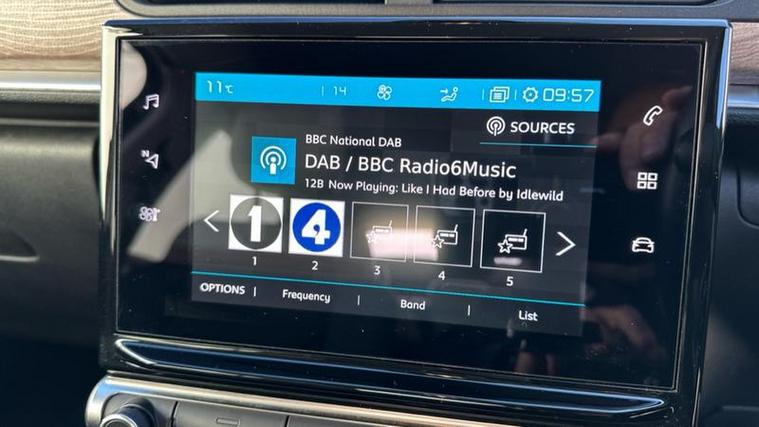 11°C
14
09:57
SOURCES
BBC National DAB
DAB / BBC Radio6Music
12B Now Playing: Like I Had Before by Idlewild
1
4
1 2 3 4 5
OPTIONS Frequency Band List
N